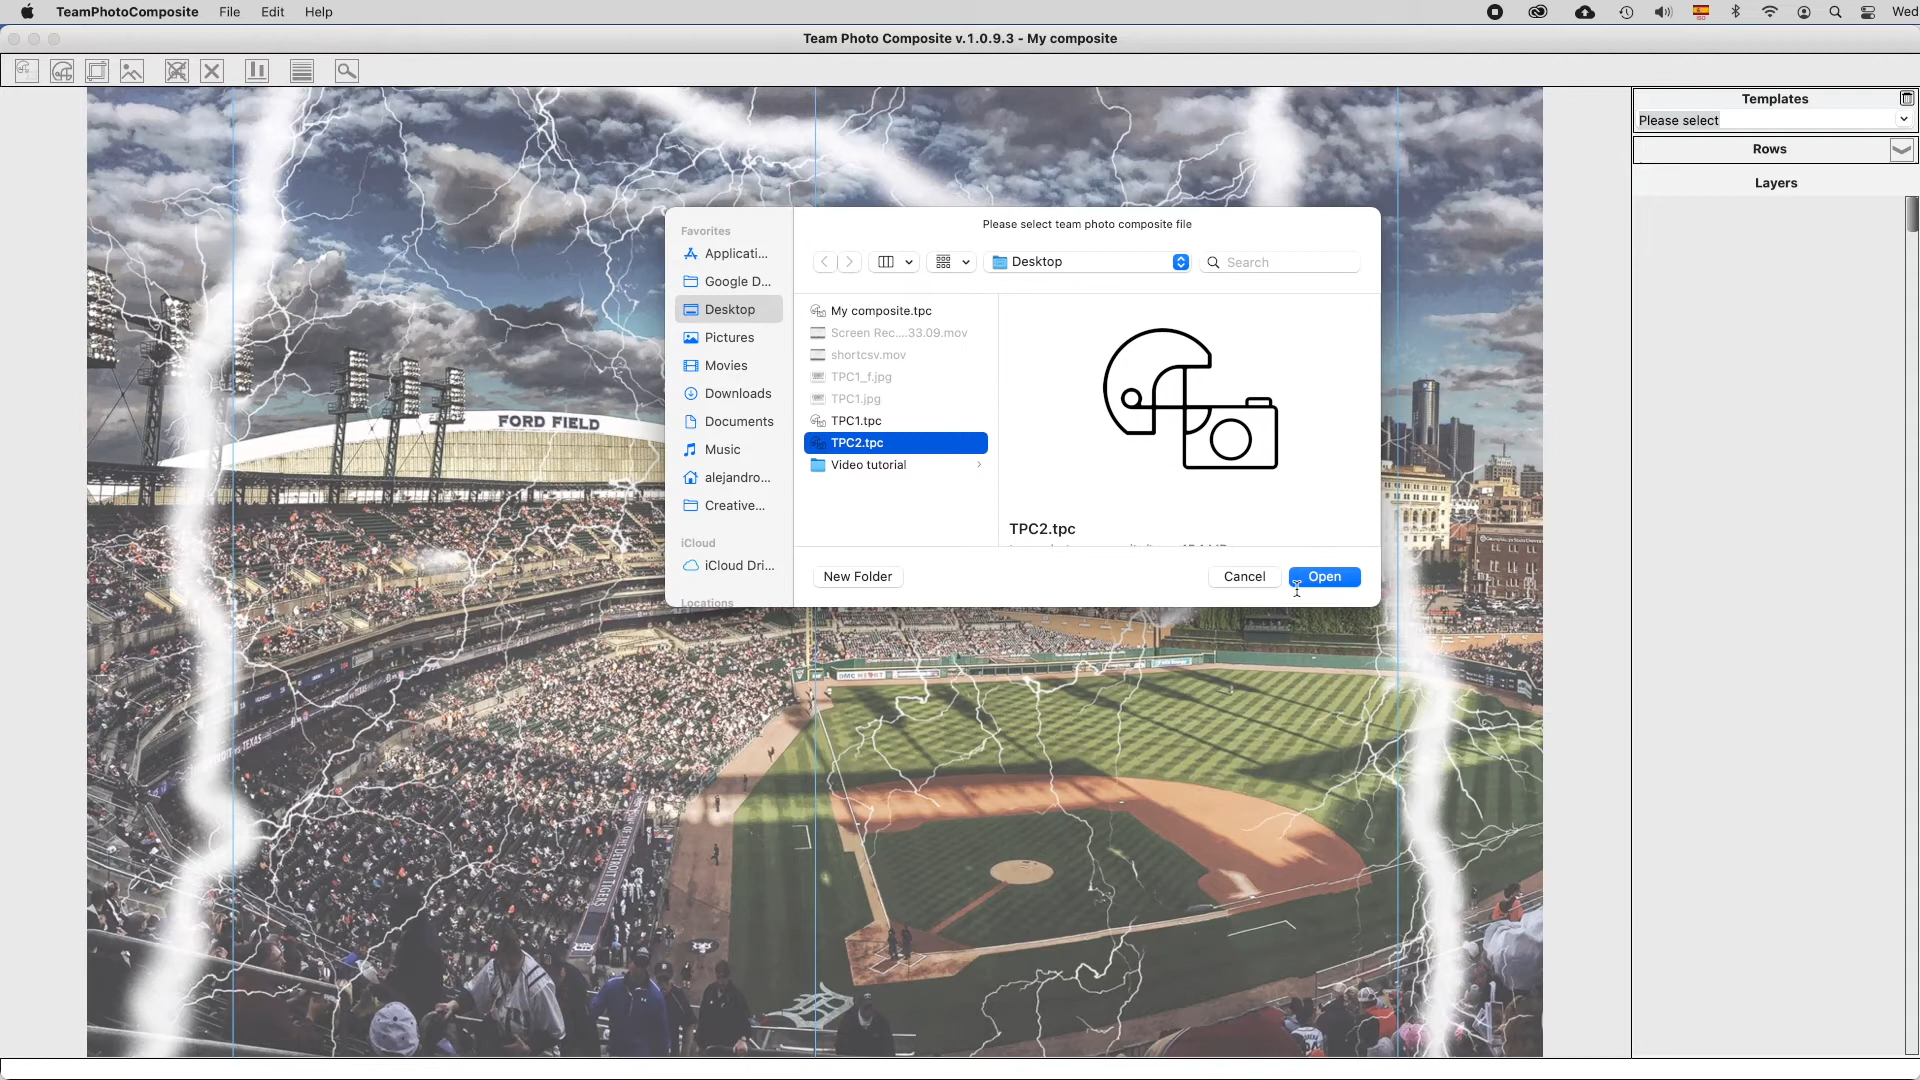 TeamPhotoComposite File Edit Help
Wed
Team Photo Composite v.1.0.9.3 - My composite
Templates
Please select
Rows
Layers
Please select team photo composite file
Favorites
Applicati...
Google D...
Desktop
Pictures
Movies
Downloads
Documents
Music
alejandro...
Creative...
iCloud
iCloud Dri...
Locations
Desktop
Search
My composite.tpc
Screen Rec....33.09.mov
shortcsv.mov
TPC1_f.jpg
TPC1.jpg
TPC1.tpc
TPC2.tpc
Video tutorial
TPC2.tpc
New Folder
Cancel
Open
FORD FIELD